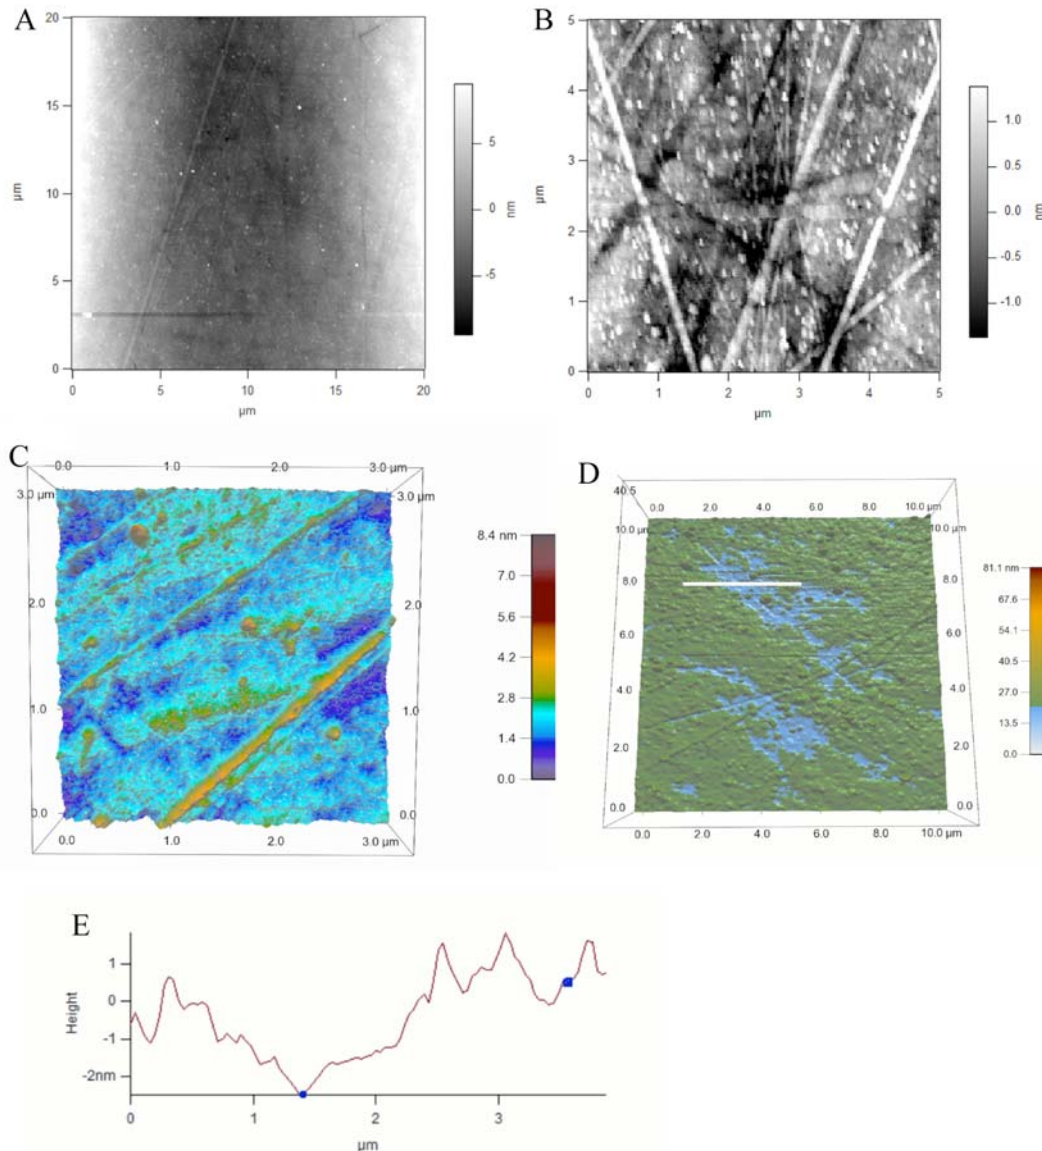 A
20
15
10
5
0
µm
0 5 10 15 20
µm
5
0
-5
nm
B
5
4
3
2
1
0
µm
0 1 2 3 4 5
µm
1.0
0.5
0.0
-0.5
-1.0
nm
C
0.0 1.0 2.0 3.0 µm
3.0 µm 3.0 µm
2.0 2.0
1.0 1.0
0.0 0.0
0.0 1.0 2.0 3.0 µm
8.4 nm
7.0
5.6
4.2
2.8
1.4
0.0
D
40.5
0.0 2.0 4.0 6.0 8.0 10.0 µm
10.0 µm 10.0 µm
8.0 8.0
6.0 6.0
4.0 4.0
2.0 2.0
0.0 0.0
0.0 2.0 4.0 6.0 8.0 10.0 µm
81.1 nm
67.6
54.1
40.5
27.0
13.5
0.0
E
Height
1
0
-1
-2nm
0 1 2 3
µm